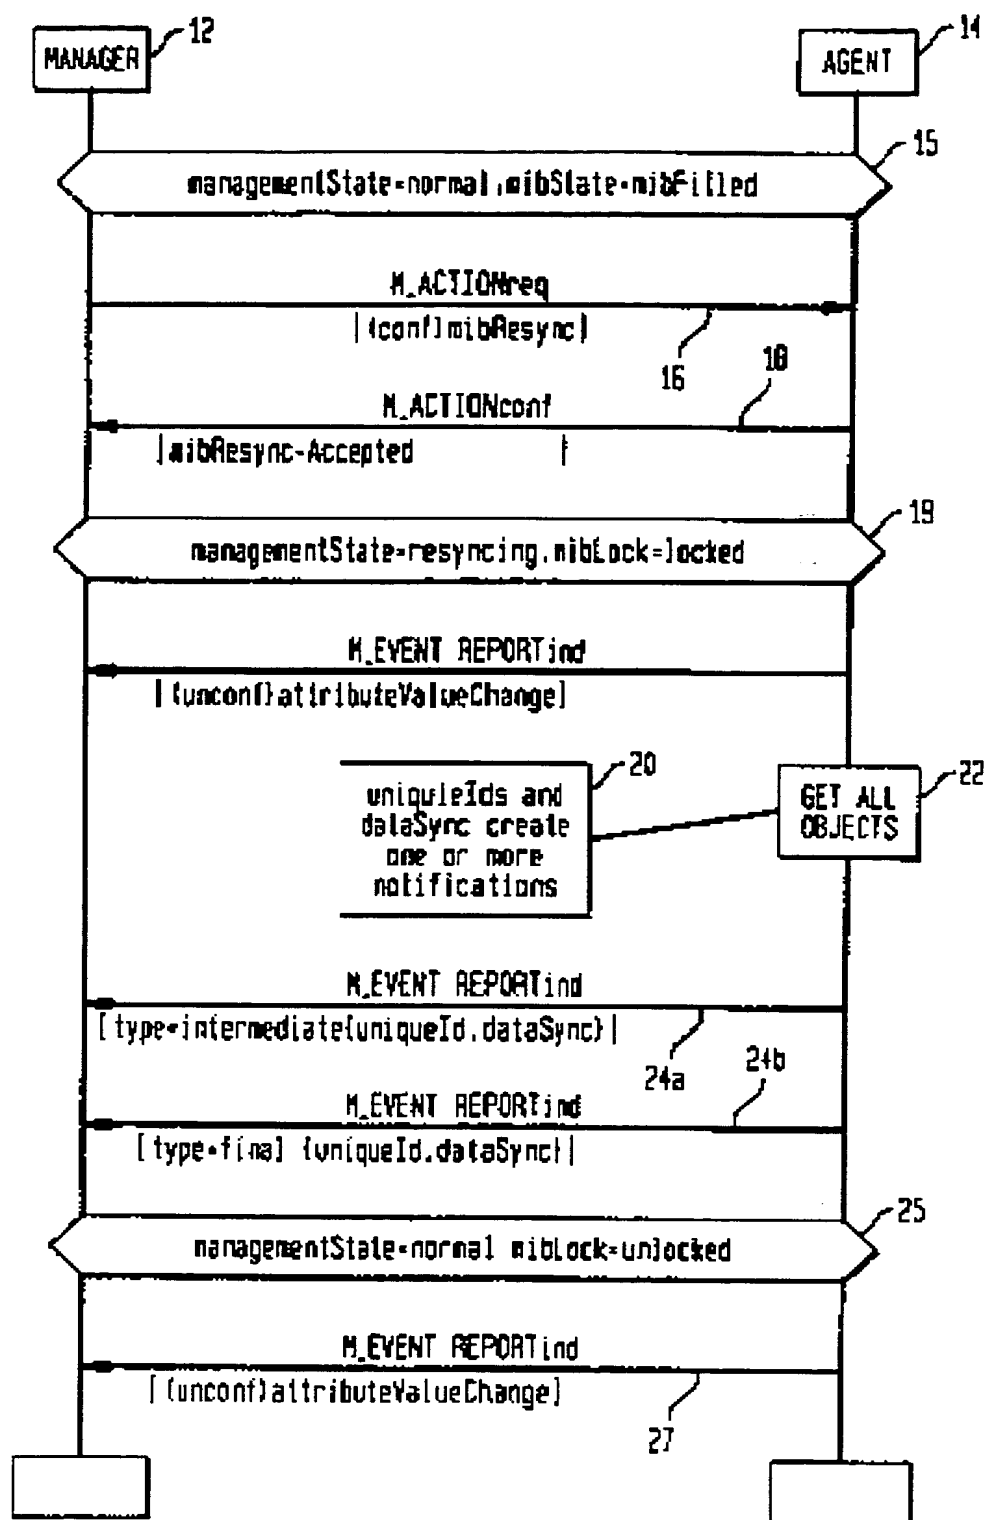 MANAGER
12
AGENT
14
15
managementState=normal.mibState=mibFilled
M_ACTIONreq
[(conf)mibResync]
16
18
M_ACTIONconf
[mibResync-Accepted ]
19
managementState=resyncing.mibLock=locked
M_EVENT REPORTind
[(unconf)attributeValueChange]
uniquleIds and
dataSync create
one or more
notifications
20
GET ALL
OBJECTS
22
M_EVENT REPORTind
[type=intermediate{uniqueId.dataSync}]
24a
24b
M_EVENT REPORTind
[type=final {uniqueId.dataSync}]
25
managementState=normal mibLock=unlocked
M_EVENT REPORTind
[(unconf)attributeValueChange]
27